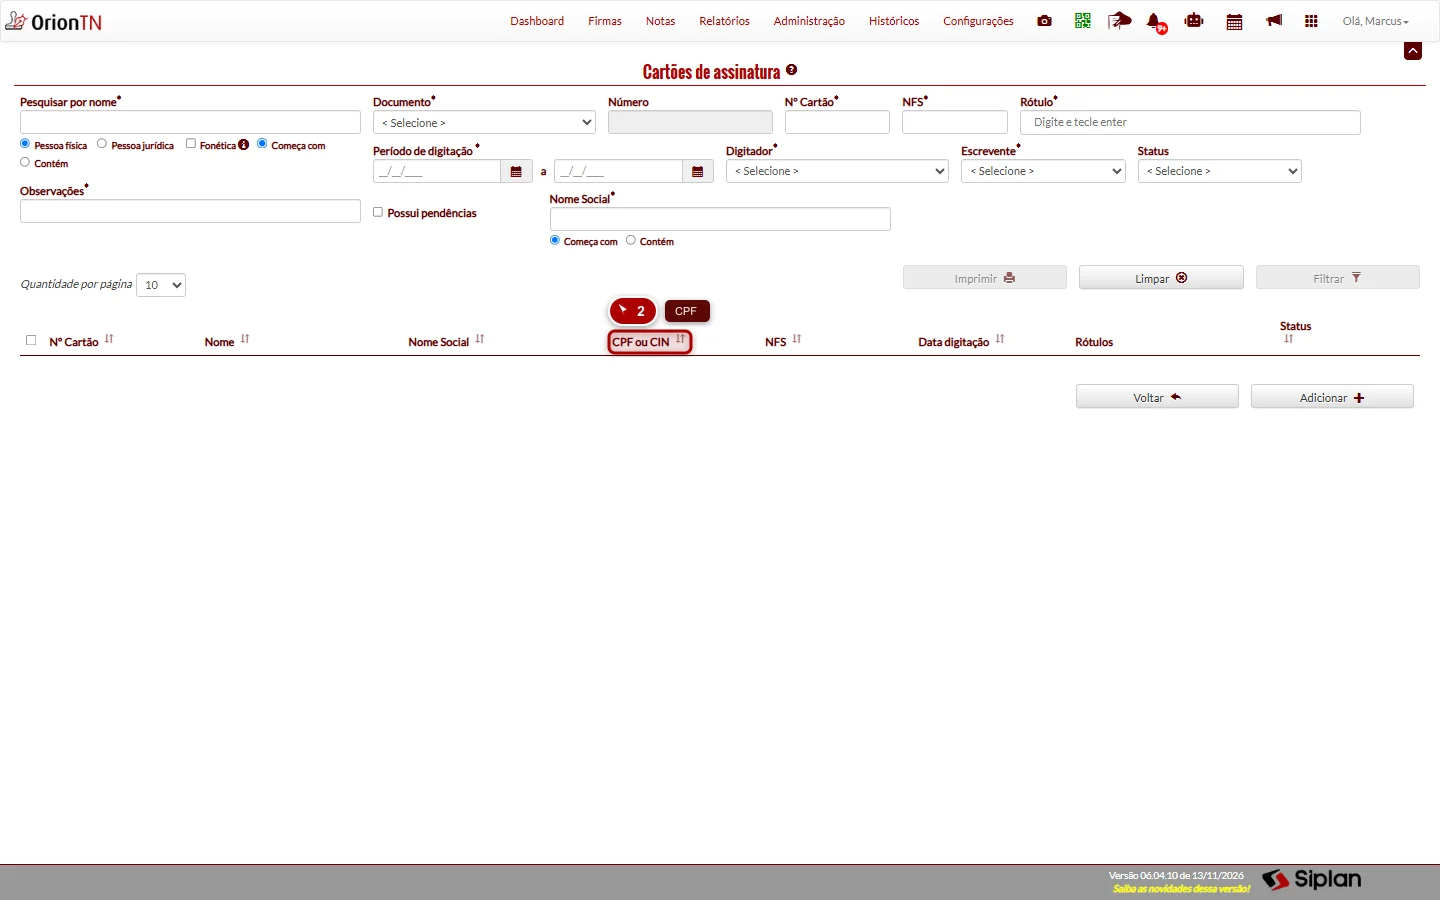 OrionTN
Dashboard Firmas Notas Relatórios Administração Históricos Configurações 9+ Olá, Marcus
Cartões de assinatura ?
Pesquisar por nome* Documento* Número Nº Cartão* NFS* Rótulo*
< Selecione > Digite e tecle enter
Pessoa física Pessoa jurídica Fonética i Começa com
Contém
Período de digitação * Digitador* Escrevente* Status
__/__/____ a __/__/____ < Selecione > < Selecione > < Selecione >
Observações* Possui pendências Nome Social*
Começa com Contém
Quantidade por página 10 Imprimir Limpar Filtrar
2 CPF
Nº Cartão Nome Nome Social CPF ou CIN NFS Data digitação Rótulos Status
Voltar Adicionar
Versão 06.04.10 de 13/11/2026
Saiba as novidades dessa versão!
Siplan